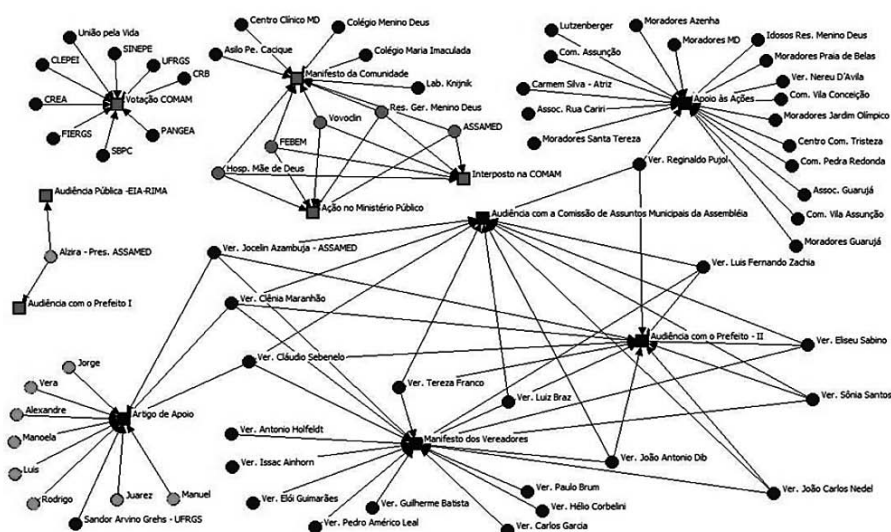 União pela Vida
SINEPE
CLEPEI
UFRGS
CRB
Votação COMAM
CREA
FIERGS
PANGEA
SBPC
Centro Clínico MD
Colégio Menino Deus
Asilo Pe. Cacique
Colégio Maria Imaculada
Manifesto da Comunidade
Lab. Knijnik
Res. Ger. Menino Deus
Vovodin
ASSAMED
FEBEM
Hosp. Mãe de Deus
Interposto na COMAM
Ação no Ministério Público
Lutzenberger
Moradores Azenha
Com. Assunção
Moradores MD
Idosos Res. Menino Deus
Moradores Praia de Belas
Carmem Silva - Atriz
Ver. Nereu D'Avila
Apoio às Ações
Com. Vila Conceição
Assoc. Rua Cariri
Moradores Jardim Olímpico
Moradores Santa Tereza
Centro Com. Tristeza
Ver. Reginaldo Pujol
Com. Pedra Redonda
Assoc. Guarujá
Com. Vila Assunção
Moradores Guarujá
Audiência Pública -EIA-RIMA
Alzira - Pres. ASSAMED
Audiência com o Prefeito I
Audiência com a Comissão de Assuntos Municipais da Assembléia
Ver. Jocelin Azambuja - ASSAMED
Ver. Luis Fernando Zachia
Ver. Clênia Maranhão
Audiência com o Prefeito - II
Ver. Eliseu Sabino
Ver. Cláudio Sebenelo
Ver. Tereza Franco
Ver. Luiz Braz
Ver. Sônia Santos
Jorge
Vera
Alexandre
Artigo de Apoio
Manoela
Luis
Rodrigo
Juarez
Manuel
Sandor Arvino Grehs - UFRGS
Ver. Antonio Holfeldt
Manifesto dos Vereadores
Ver. Issac Ainhorn
Ver. João Antonio Dib
Ver. Elói Guimarães
Ver. Paulo Brum
Ver. João Carlos Nedel
Ver. Guilherme Batista
Ver. Hélio Corbelini
Ver. Pedro Américo Leal
Ver. Carlos Garcia